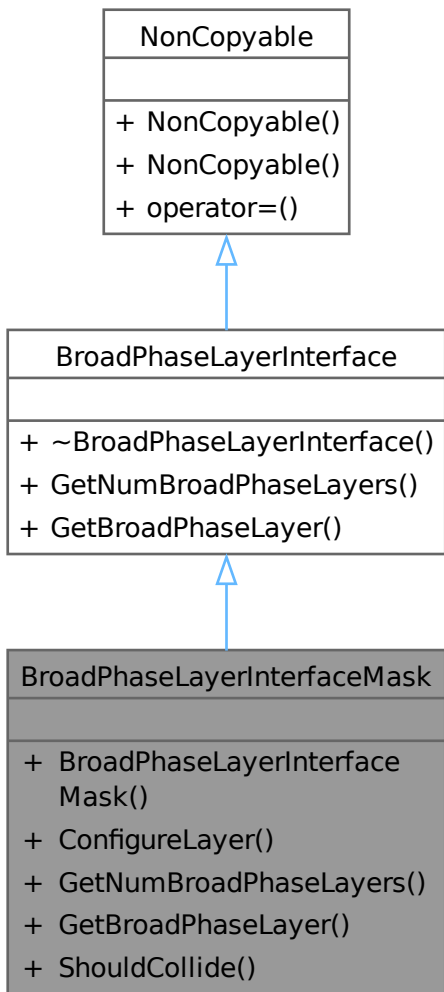 NonCopyable
+ NonCopyable()
+ NonCopyable()
+ operator=()
BroadPhaseLayerInterface
+ ~BroadPhaseLayerInterface()
+ GetNumBroadPhaseLayers()
+ GetBroadPhaseLayer()
BroadPhaseLayerInterfaceMask
+ BroadPhaseLayerInterface
Mask()
+ ConfigureLayer()
+ GetNumBroadPhaseLayers()
+ GetBroadPhaseLayer()
+ ShouldCollide()